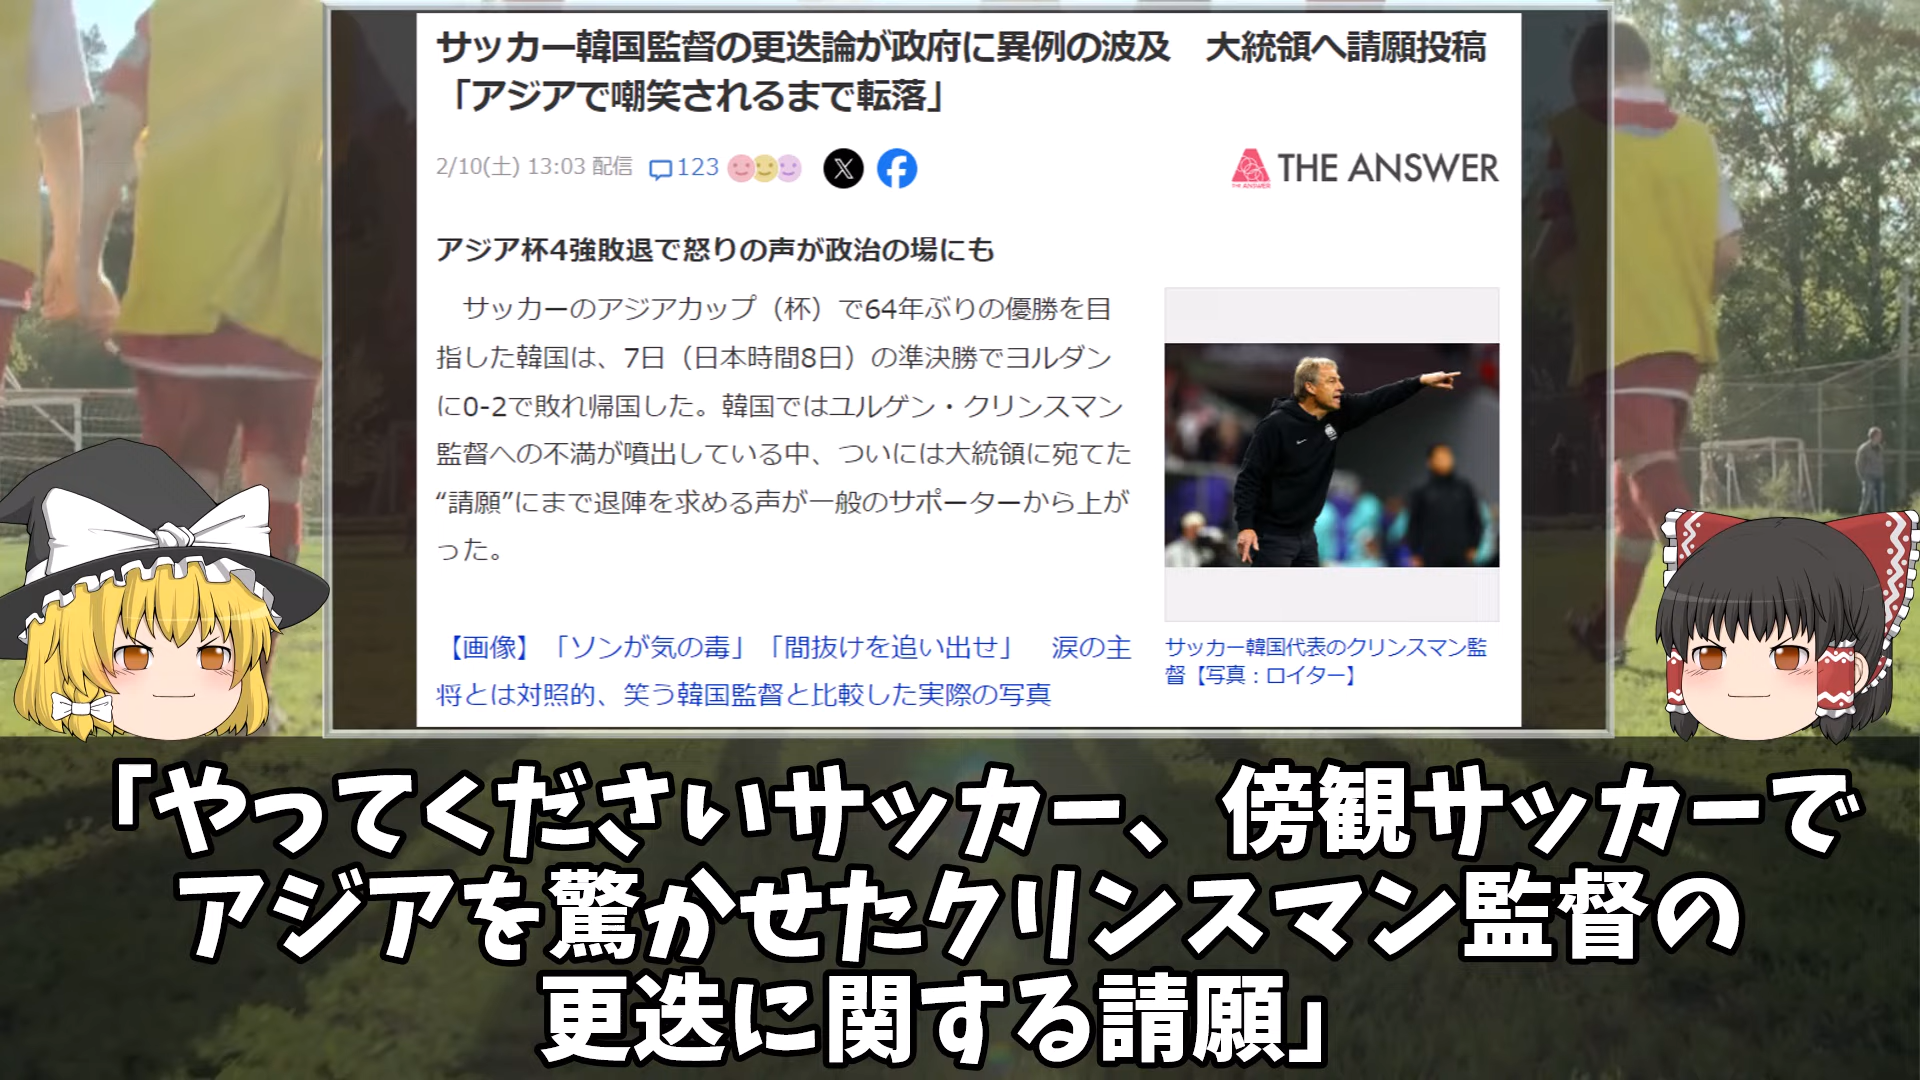 サッカー韓国監督の更迭論が政府に異例の波及　大統領へ請願投稿
「アジアで嘲笑されるまで転落」
2/10(土) 13:03 配信 123
THE ANSWER
THE ANSWER
アジア杯4強敗退で怒りの声が政治の場にも
サッカーのアジアカップ（杯）で64年ぶりの優勝を目
指した韓国は、7日（日本時間8日）の準決勝でヨルダン
に0-2で敗れ帰国した。韓国ではユルゲン・クリンスマン
監督への不満が噴出している中、ついには大統領に宛てた
“請願”にまで退陣を求める声が一般のサポーターから上が
った。
【画像】「ソンが気の毒」「間抜けを追い出せ」　涙の主
将とは対照的、笑う韓国監督と比較した実際の写真
サッカー韓国代表のクリンスマン監
督【写真：ロイター】
「やってくださいサッカー、傍観サッカーで
アジアを驚かせたクリンスマン監督の
更迭に関する請願」